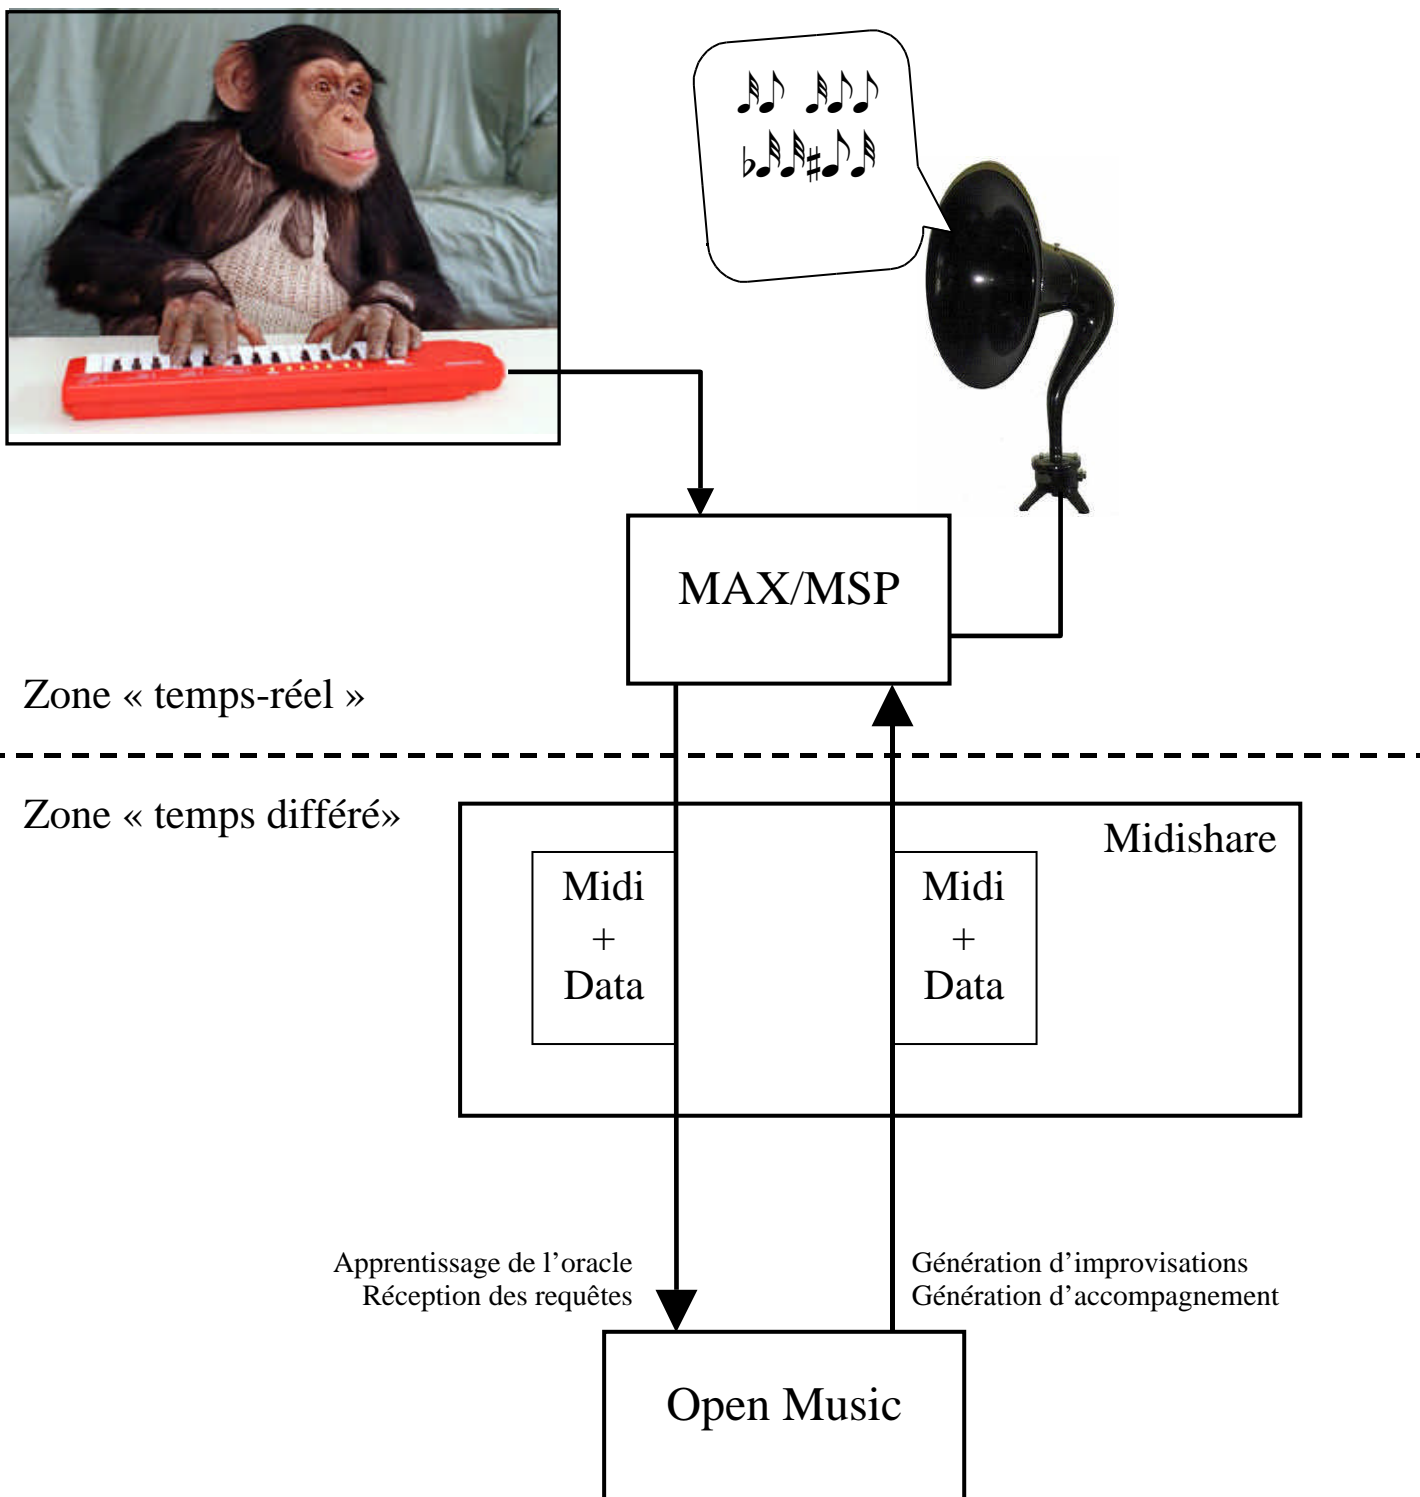 MAX/MSP
Zone « temps-réel »
Zone « temps différé»
Midishare
Midi
+
Data
Midi
+
Data
Apprentissage de l’oracle
Réception des requêtes
Génération d’improvisations
Génération d’accompagnement
Open Music